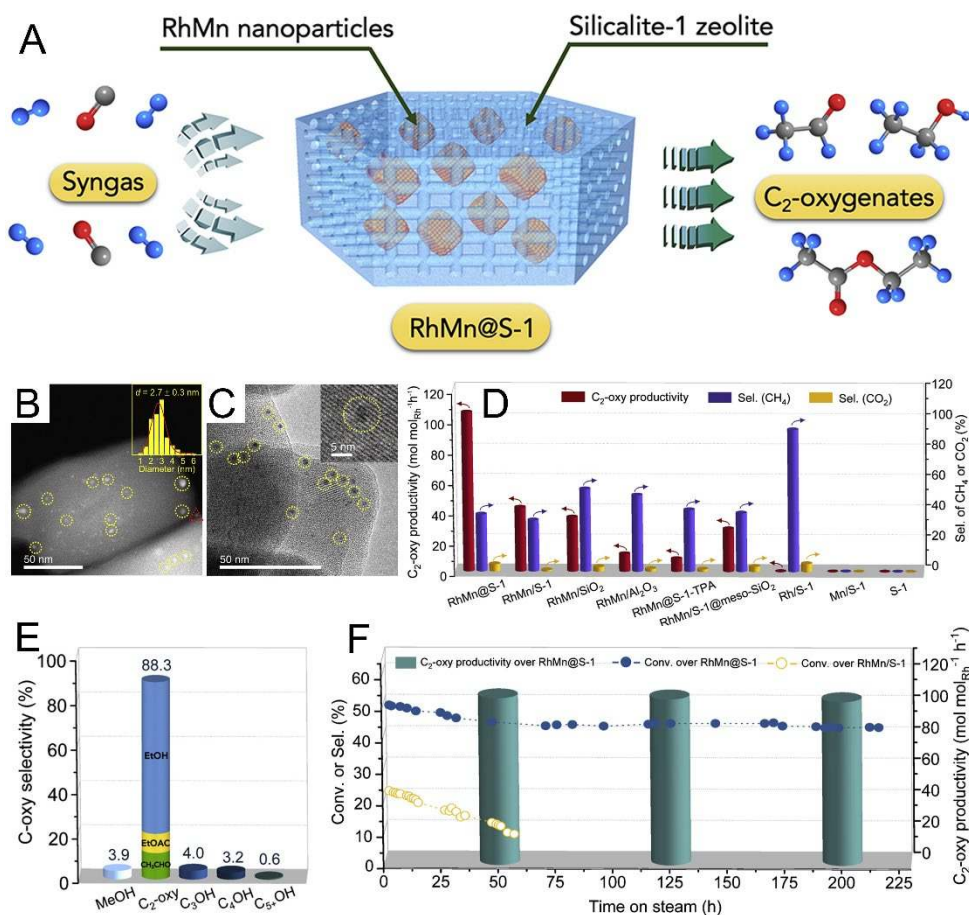 A
RhMn nanoparticles
Silicalite-1 zeolite
Syngas
C2-oxygenates
RhMn@S-1
B
d = 2.7 ± 0.3 nm
1 2 3 4 5 6
Diameter (nm)
50 nm
C
5 nm
50 nm
D
C2-oxy productivity
Sel. (CH4)
Sel. (CO2)
C2-oxy productivity (mol molRh-1h-1)
120
100
80
60
40
20
0
Sel. of CH4 or CO2 (%)
120
100
80
60
40
20
0
RhMn@S-1
RhMn/S-1
RhMn/SiO2
RhMn/Al2O3
RhMn@S-1-TPA
RhMn/S-1@meso-SiO2
Rh/S-1
Mn/S-1
S-1
E
C-oxy selectivity (%)
100
80
60
40
20
0
88.3
EtOH
EtOAC
CH3CHO
3.9
4.0
3.2
0.6
MeOH
C2-oxy
C3OH
C4OH
C5+OH
F
C2-oxy productivity over RhMn@S-1
Conv. over RhMn@S-1
Conv. over RhMn/S-1
Conv. or Sel. (%)
60
50
40
30
20
10
0
C2-oxy productivity (mol molRh-1 h-1)
120
100
80
60
40
20
0
0 25 50 75 100 125 150 175 200 225
Time on steam (h)